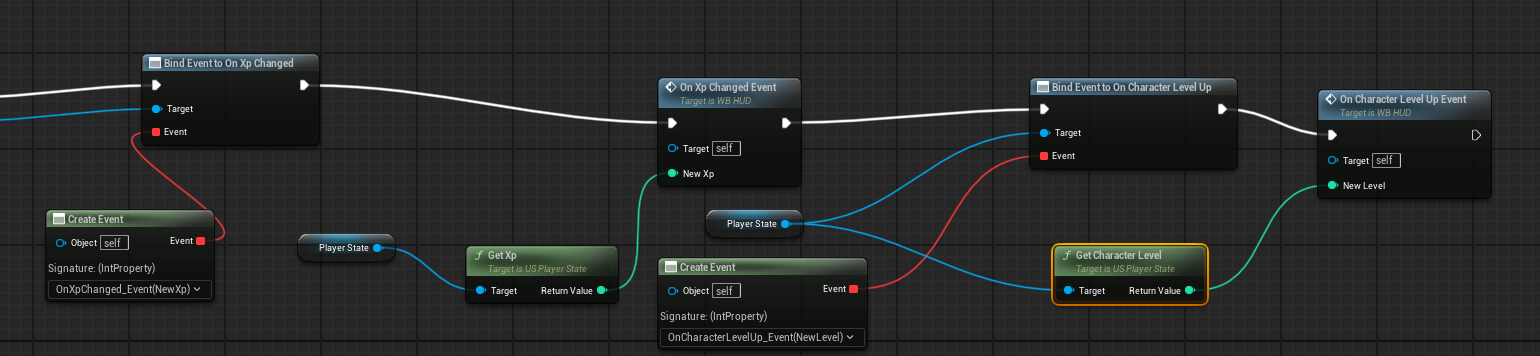 Bind Event to On Xp Changed
Target
Event
Create Event
Object self
Event
Signature: (IntProperty)
OnXpChanged_Event(NewXp)
Player State
Get Xp
Target is US Player State
Target
Return Value
On Xp Changed Event
Target is WB HUD
Target self
New Xp
Player State
Create Event
Object self
Event
Signature: (IntProperty)
OnCharacterLevelUp_Event(NewLevel)
Bind Event to On Character Level Up
Target
Event
Get Character Level
Target is US Player State
Target
Return Value
On Character Level Up Event
Target is WB HUD
Target self
New Level